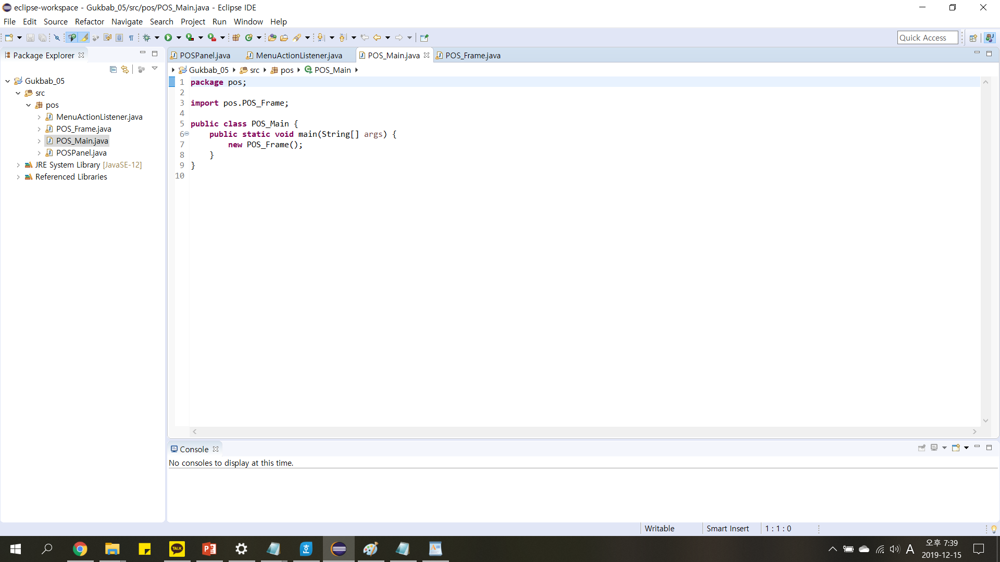 eclipse-workspace - Gukbab_05/src/pos/POS_Main.java - Eclipse IDE
File Edit Source Refactor Navigate Search Project Run Window Help
Quick Access
Package Explorer
POSPanel.java MenuActionListener.java POS_Main.java POS_Frame.java
Gukbab_05 src pos POS_Main
Gukbab_05
src
pos
MenuActionListener.java
POS_Frame.java
POS_Main.java
POSPanel.java
JRE System Library [JavaSE-12]
Referenced Libraries
1 package pos;
2
3 import pos.POS_Frame;
4
5 public class POS_Main {
6 public static void main(String[] args) {
7 new POS_Frame();
8 }
9 }
10
Console
No consoles to display at this time.
Writable Smart Insert 1 : 1 : 0
TALK
호
A
오후 7:39
2019-12-15